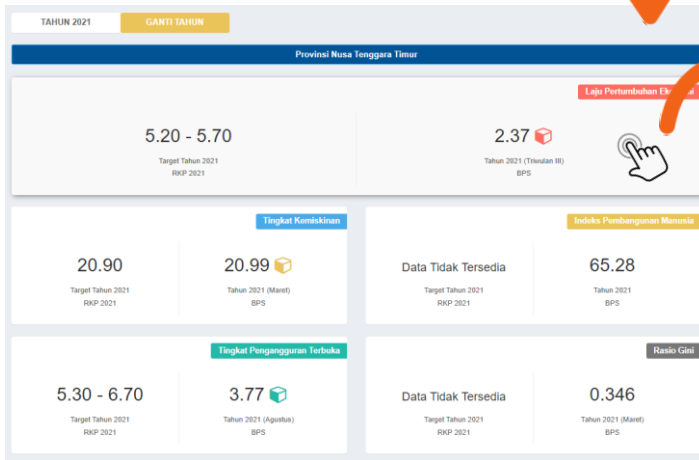 TAHUN 2021
GANTI TAHUN
Provinsi Nusa Tenggara Timur
Laju Pertumbuhan
5.20 - 5.70
Target Tahun 2021
RKP 2021
2.37
Tahun 2021 (Triwulan III)
BPS
Tingkat Kemiskinan
20.90
Target Tahun 2021
RKP 2021
20.99
Tahun 2021 (Maret)
BPS
Indeks Pembangunan Manusia
Data Tidak Tersedia
Target Tahun 2021
RKP 2021
65.28
Tahun 2021
BPS
Tingkat Pengangguran Terbuka
5.30 - 6.70
Target Tahun 2021
RKP 2021
3.77
Tahun 2021 (Agustus)
BPS
Rasio Gini
Data Tidak Tersedia
Target Tahun 2021
RKP 2021
0.346
Tahun 2021 (Maret)
BPS